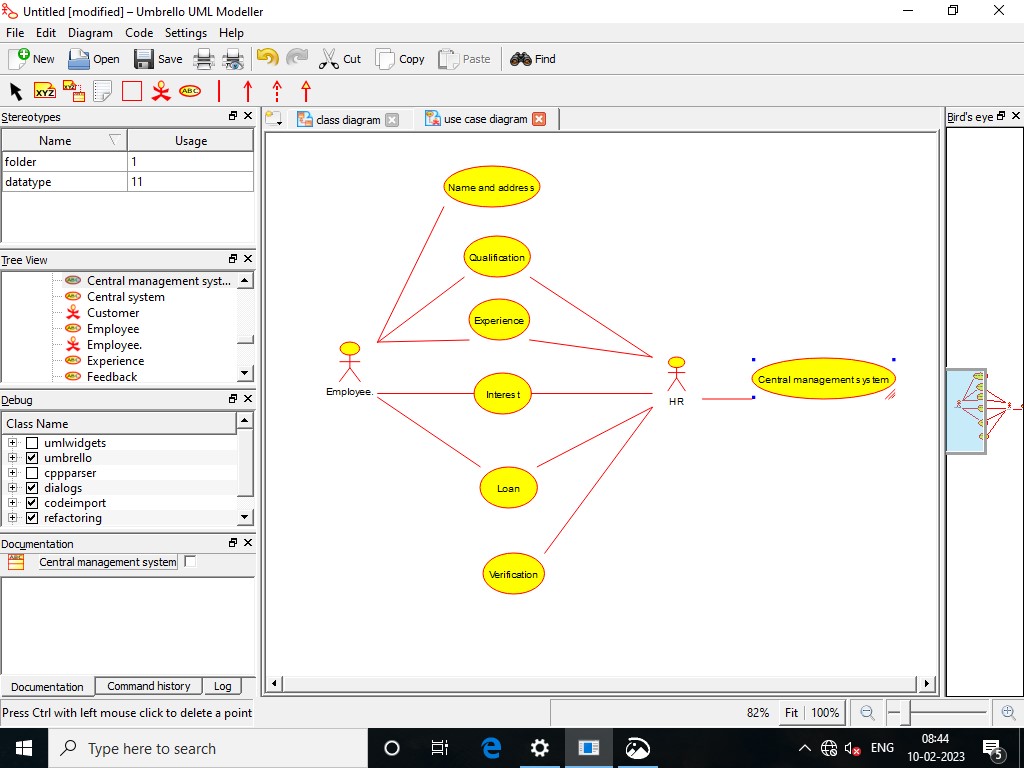 Untitled [modified] – Umbrello UML Modeller
File Edit Diagram Code Settings Help
New Open Save Cut Copy Paste Find
XYZ XYZ ABC
Stereotypes
Name Usage
folder 1
datatype 11
Tree View
Central management syst...
Central system
Customer
Employee
Employee.
Experience
Feedback
Debug
Class Name
umlwidgets
umbrello
cppparser
dialogs
codeimport
refactoring
Documentation
Central management system
Documentation Command history Log
class diagram use case diagram
Name and address
Qualification
Experience
Employee.
Interest
HR
Central management system
Loan
Verification
Bird's eye
Press Ctrl with left mouse click to delete a point
82% Fit 100%
Type here to search
ENG
08:44
10-02-2023
5